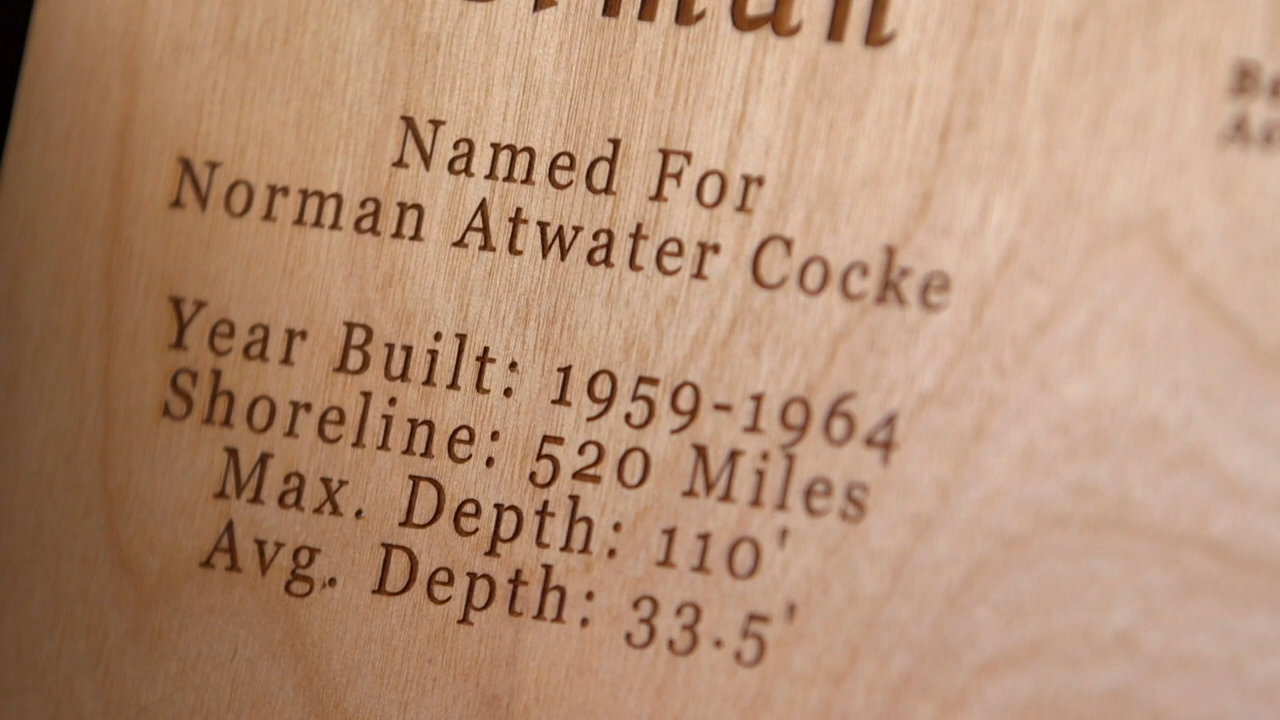 Named For
Norman Atwater Cocke
Year Built: 1959-1964
Shoreline: 520 Miles
Max. Depth: 110'
Avg. Depth: 33.5'